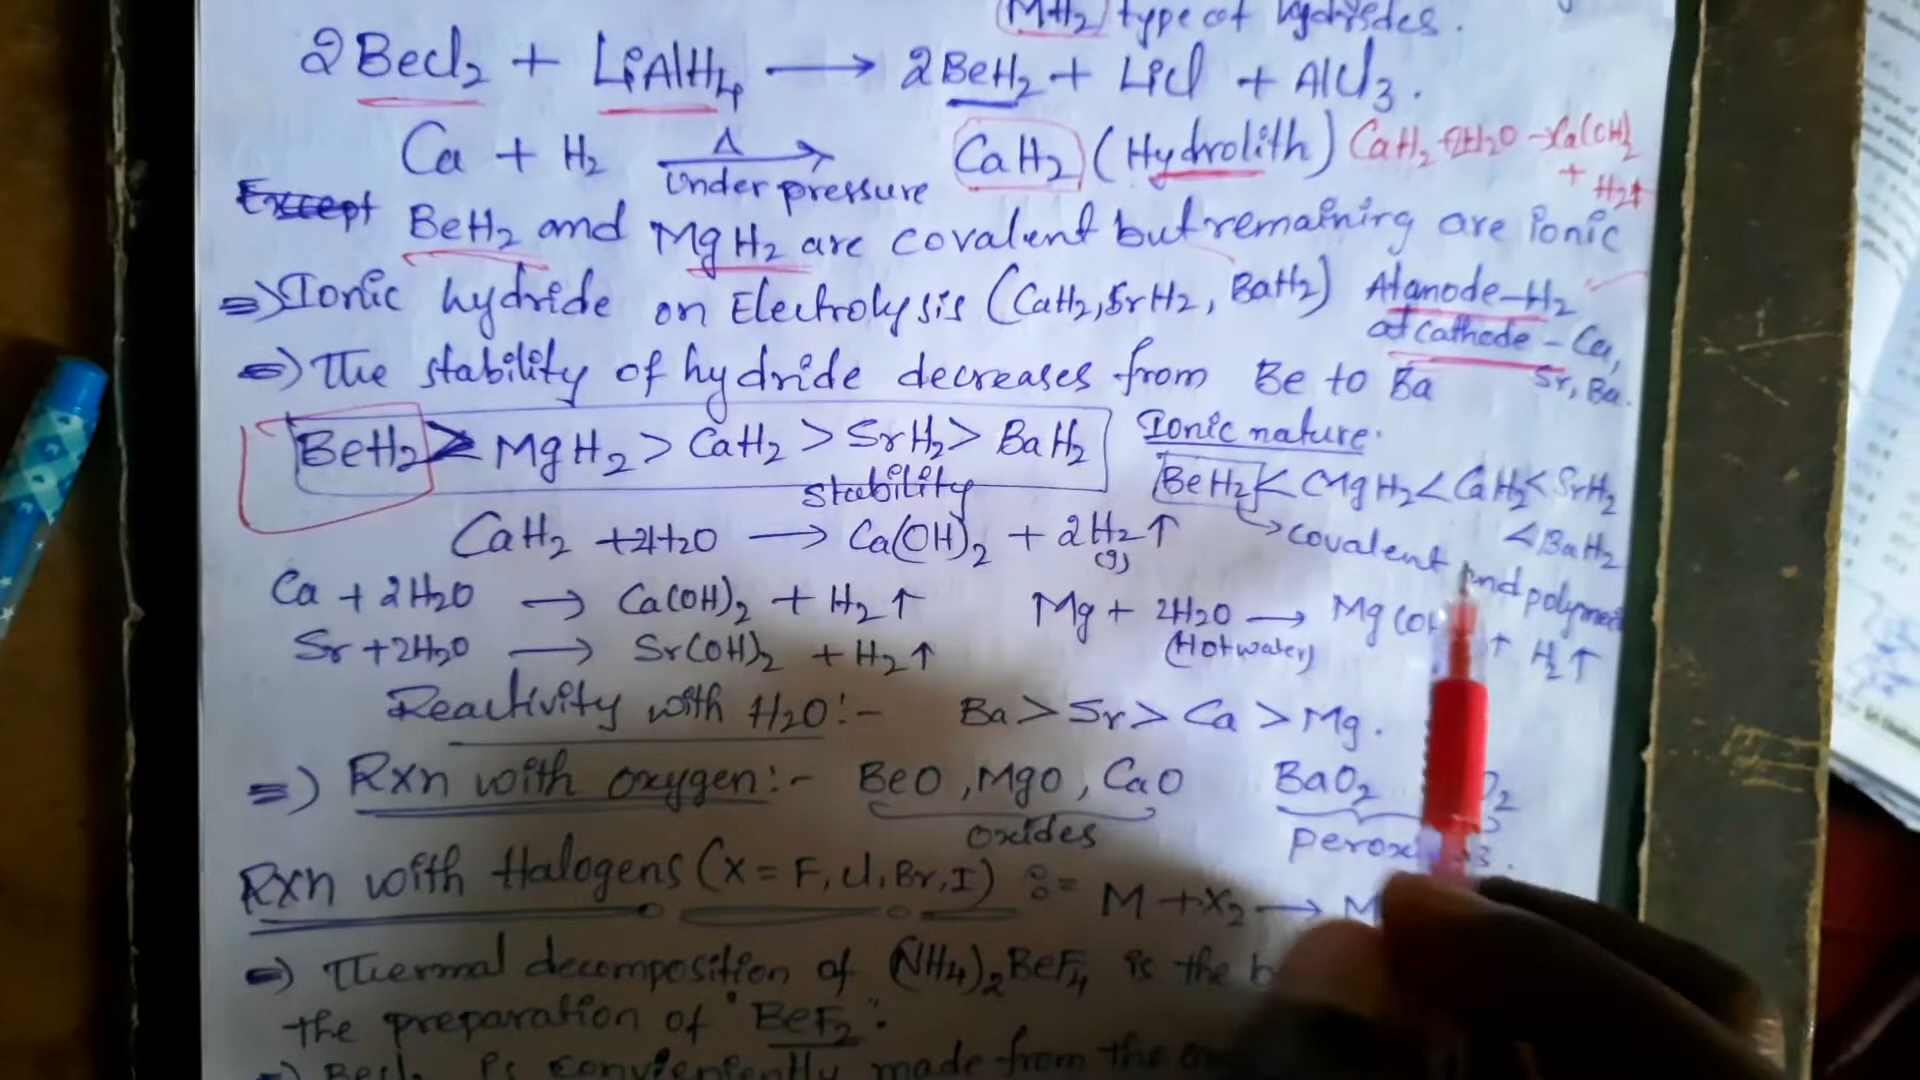 (MH2) type of hydrides.
2BeCl2 + LiAlH4 → 2BeH2 + LiCl + AlCl3.
Ca + H2 Δ → Under pressure CaH2 (Hydrolith) CaH2 + 2H2O → Ca(OH)2 + H2↑
Except BeH2 and MgH2 are covalent but remaining are ionic
⇒) Ionic hydride on Electrolysis (CaH2, SrH2, BaH2) At anode - H2
at cathode - Ca, Sr, Ba.
⇒) The stability of hydride decreases from Be to Ba
BeH2 > MgH2 > CaH2 > SrH2 > BaH2
stability
Ionic nature.
BeH2 < MgH2 < CaH2 < SrH2
< BaH2
→ covalent and
CaH2 + 2H2O → Ca(OH)2 + 2H2↑
(g)
Ca + 2H2O → Ca(OH)2 + H2↑
Mg + 2H2O → Mg(O + H2↑
(Hot water)
Sr + 2H2O → Sr(OH)2 + H2↑
Reactivity with H2O:- Ba > Sr > Ca > Mg.
⇒) Rxn with oxygen:- BeO, MgO, CaO BaO2
oxides
Rxn with Halogens (X = F, Cl, Br, I) := M + X2 → M
⇒) Thermal decomposition of (NH4)2BeF4 is the
the preparation of "BeF2".
is conveniently made from the